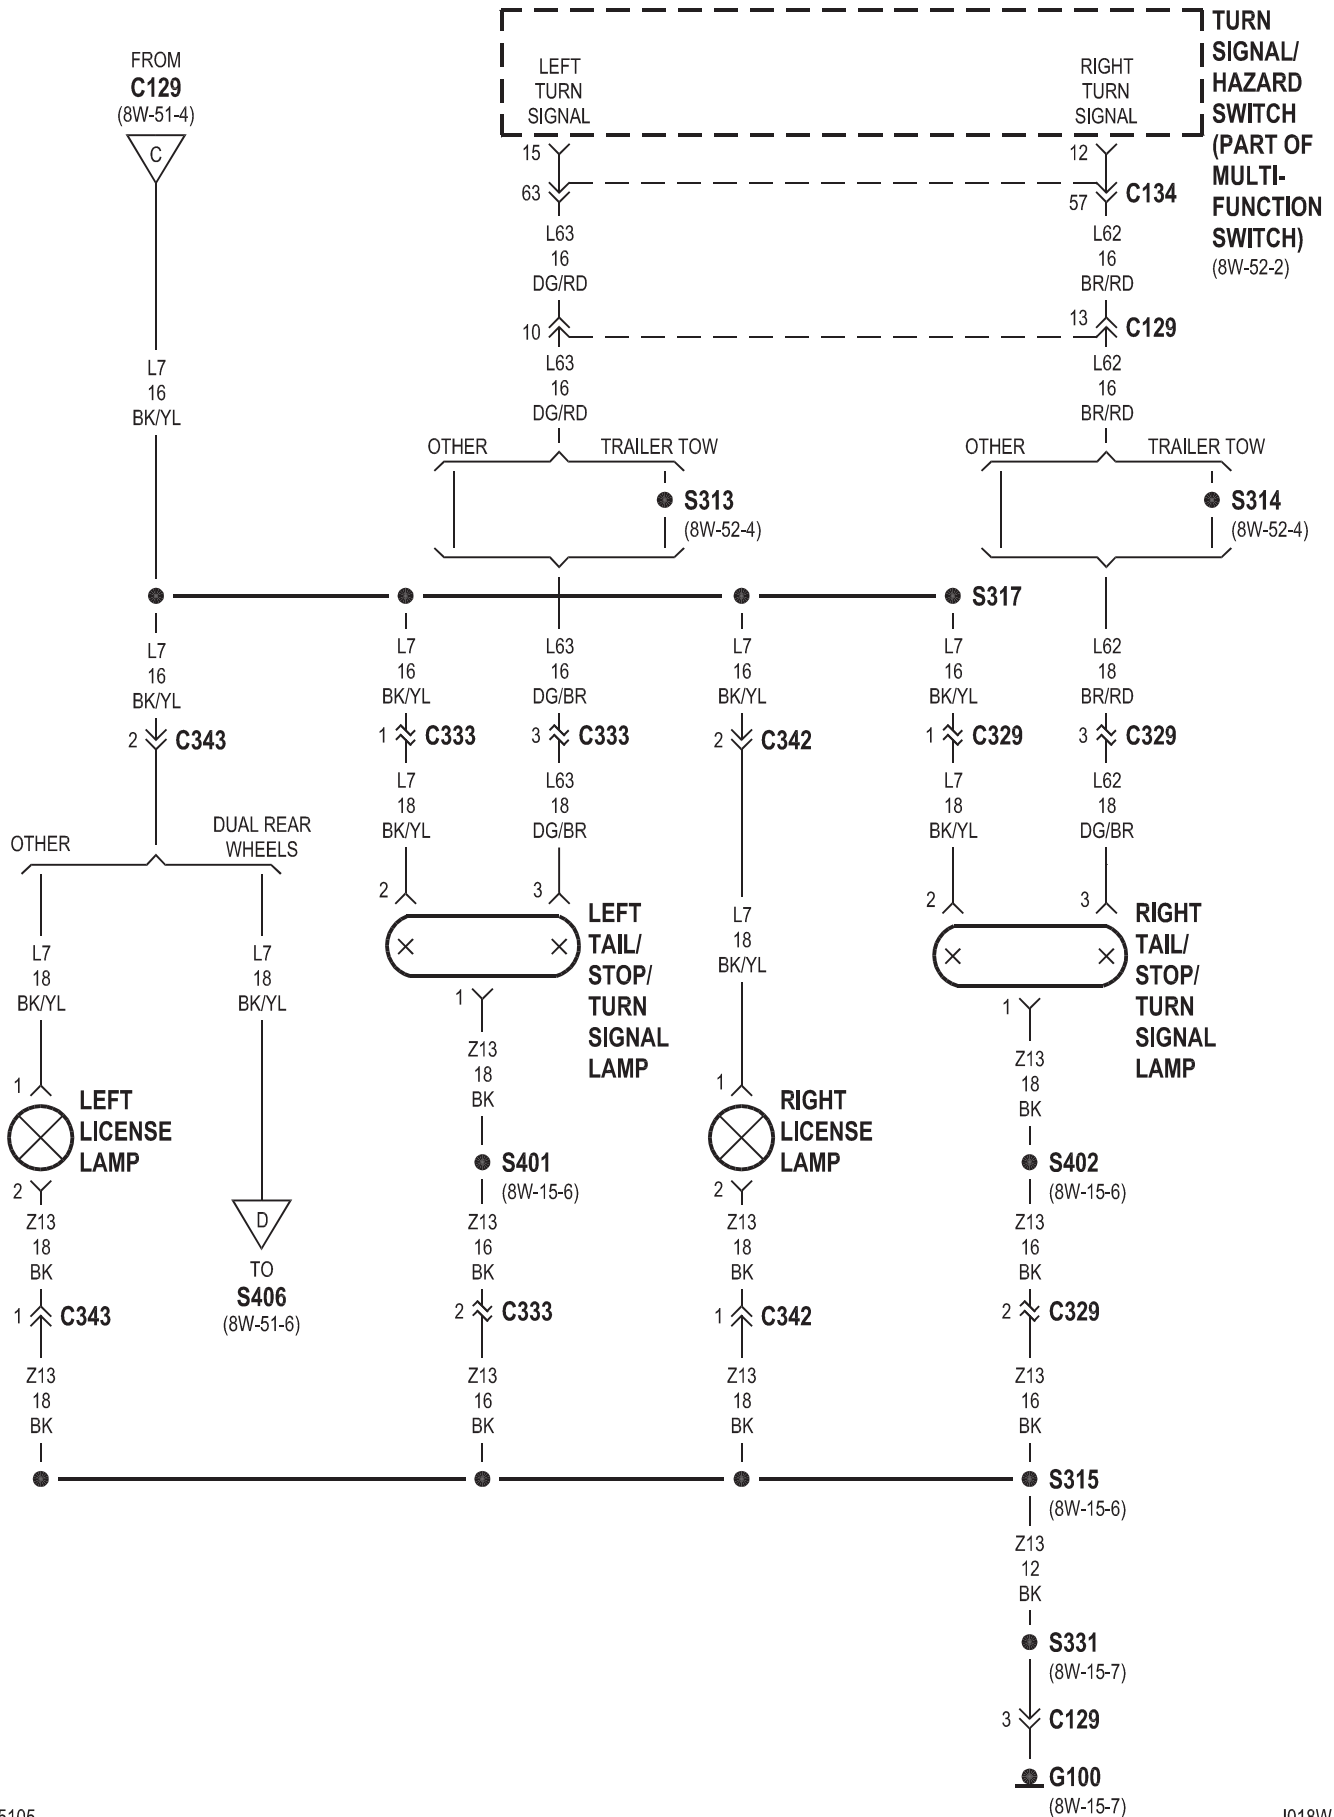 FROM
C129
(8W-51-4)
C
LEFT
TURN
SIGNAL
RIGHT
TURN
SIGNAL
TURN
SIGNAL/
HAZARD
SWITCH
(PART OF
MULTI-
FUNCTION
SWITCH)
(8W-52-2)
15
12
63
57
C134
L63
16
DG/RD
L62
16
BR/RD
10
13
C129
L63
16
DG/RD
L62
16
BR/RD
L7
16
BK/YL
OTHER
TRAILER TOW
OTHER
TRAILER TOW
S313
(8W-52-4)
S314
(8W-52-4)
S317
L7
16
BK/YL
L7
16
BK/YL
L63
16
DG/BR
L7
16
BK/YL
L7
16
BK/YL
L62
18
BR/RD
2
C343
1
C333
3
C333
2
C342
1
C329
3
C329
L7
18
BK/YL
L63
18
DG/BR
L7
18
BK/YL
L62
18
DG/BR
OTHER
DUAL REAR
WHEELS
2
3
2
3
LEFT
TAIL/
STOP/
TURN
SIGNAL
LAMP
RIGHT
TAIL/
STOP/
TURN
SIGNAL
LAMP
L7
18
BK/YL
L7
18
BK/YL
L7
18
BK/YL
1
1
Z13
18
BK
Z13
18
BK
1
LEFT
LICENSE
LAMP
1
RIGHT
LICENSE
LAMP
S401
(8W-15-6)
S402
(8W-15-6)
2
2
D
TO
S406
(8W-51-6)
Z13
18
BK
Z13
16
BK
Z13
18
BK
Z13
16
BK
1
C343
2
C333
1
C342
2
C329
Z13
18
BK
Z13
16
BK
Z13
18
BK
Z13
16
BK
S315
(8W-15-6)
Z13
12
BK
S331
(8W-15-7)
3
C129
G100
(8W-15-7)